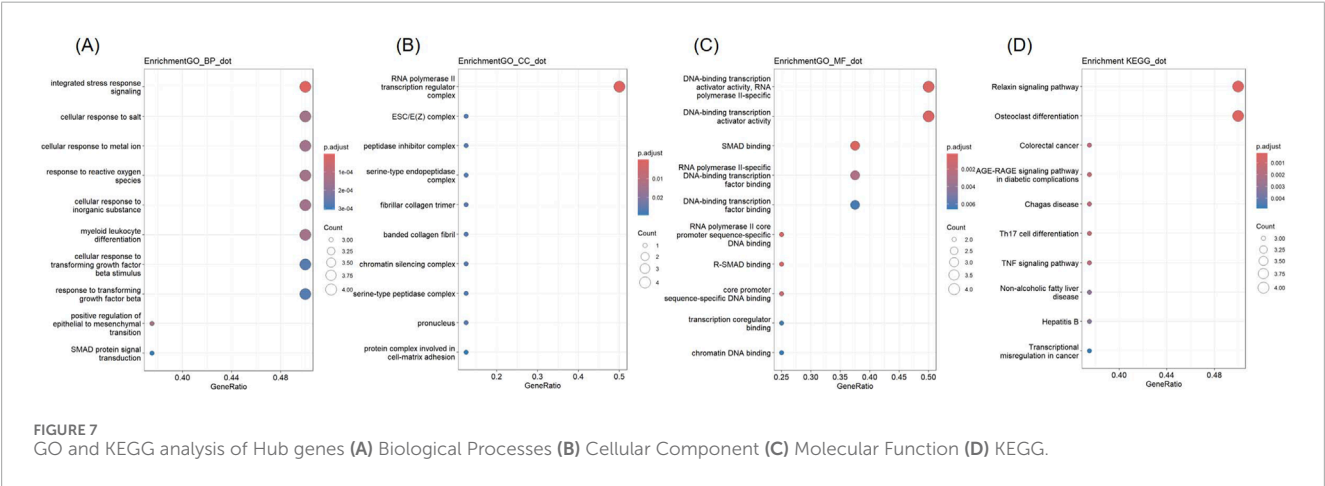 (A)
EnrichmentGO_BP_dot
integrated stress response
signaling
cellular response to salt
cellular response to metal ion
response to reactive oxygen
species
cellular response to
inorganic substance
myeloid leukocyte
differentiation
cellular response to
transforming growth factor
beta stimulus
response to transforming
growth factor beta
positive regulation of
epithelial to mesenchymal
transition
SMAD protein signal
transduction
0.40
0.44
0.48
GeneRatio
p.adjust
1e-04
2e-04
3e-04
Count
3.00
3.25
3.50
3.75
4.00
(B)
EnrichmentGO_CC_dot
RNA polymerase II
transcription regulator
complex
ESC/E(Z) complex
peptidase inhibitor complex
serine-type endopeptidase
complex
fibrillar collagen trimer
banded collagen fibril
chromatin silencing complex
serine-type peptidase complex
pronucleus
protein complex involved in
cell-matrix adhesion
0.2
0.3
0.4
0.5
GeneRatio
p.adjust
0.01
0.02
Count
1
2
3
4
(C)
EnrichmentGO_MF_dot
DNA-binding transcription
activator activity, RNA
polymerase II-specific
DNA-binding transcription
activator activity
SMAD binding
RNA polymerase II-specific
DNA-binding transcription
factor binding
DNA-binding transcription
factor binding
RNA polymerase II core
promoter sequence-specific
DNA binding
R-SMAD binding
core promoter
sequence-specific DNA binding
transcription coregulator
binding
chromatin DNA binding
0.25
0.30
0.35
0.40
0.45
0.50
GeneRatio
p.adjust
0.002
0.004
0.006
Count
2.0
2.5
3.0
3.5
4.0
(D)
Enrichment KEGG_dot
Relaxin signaling pathway
Osteoclast differentiation
Colorectal cancer
AGE-RAGE signaling pathway
in diabetic complications
Chagas disease
Th17 cell differentiation
TNF signaling pathway
Non-alcoholic fatty liver
disease
Hepatitis B
Transcriptional
misregulation in cancer
0.40
0.44
0.48
GeneRatio
p.adjust
0.001
0.002
0.003
0.004
Count
3.00
3.25
3.50
3.75
4.00
FIGURE 7
GO and KEGG analysis of Hub genes (A) Biological Processes (B) Cellular Component (C) Molecular Function (D) KEGG.